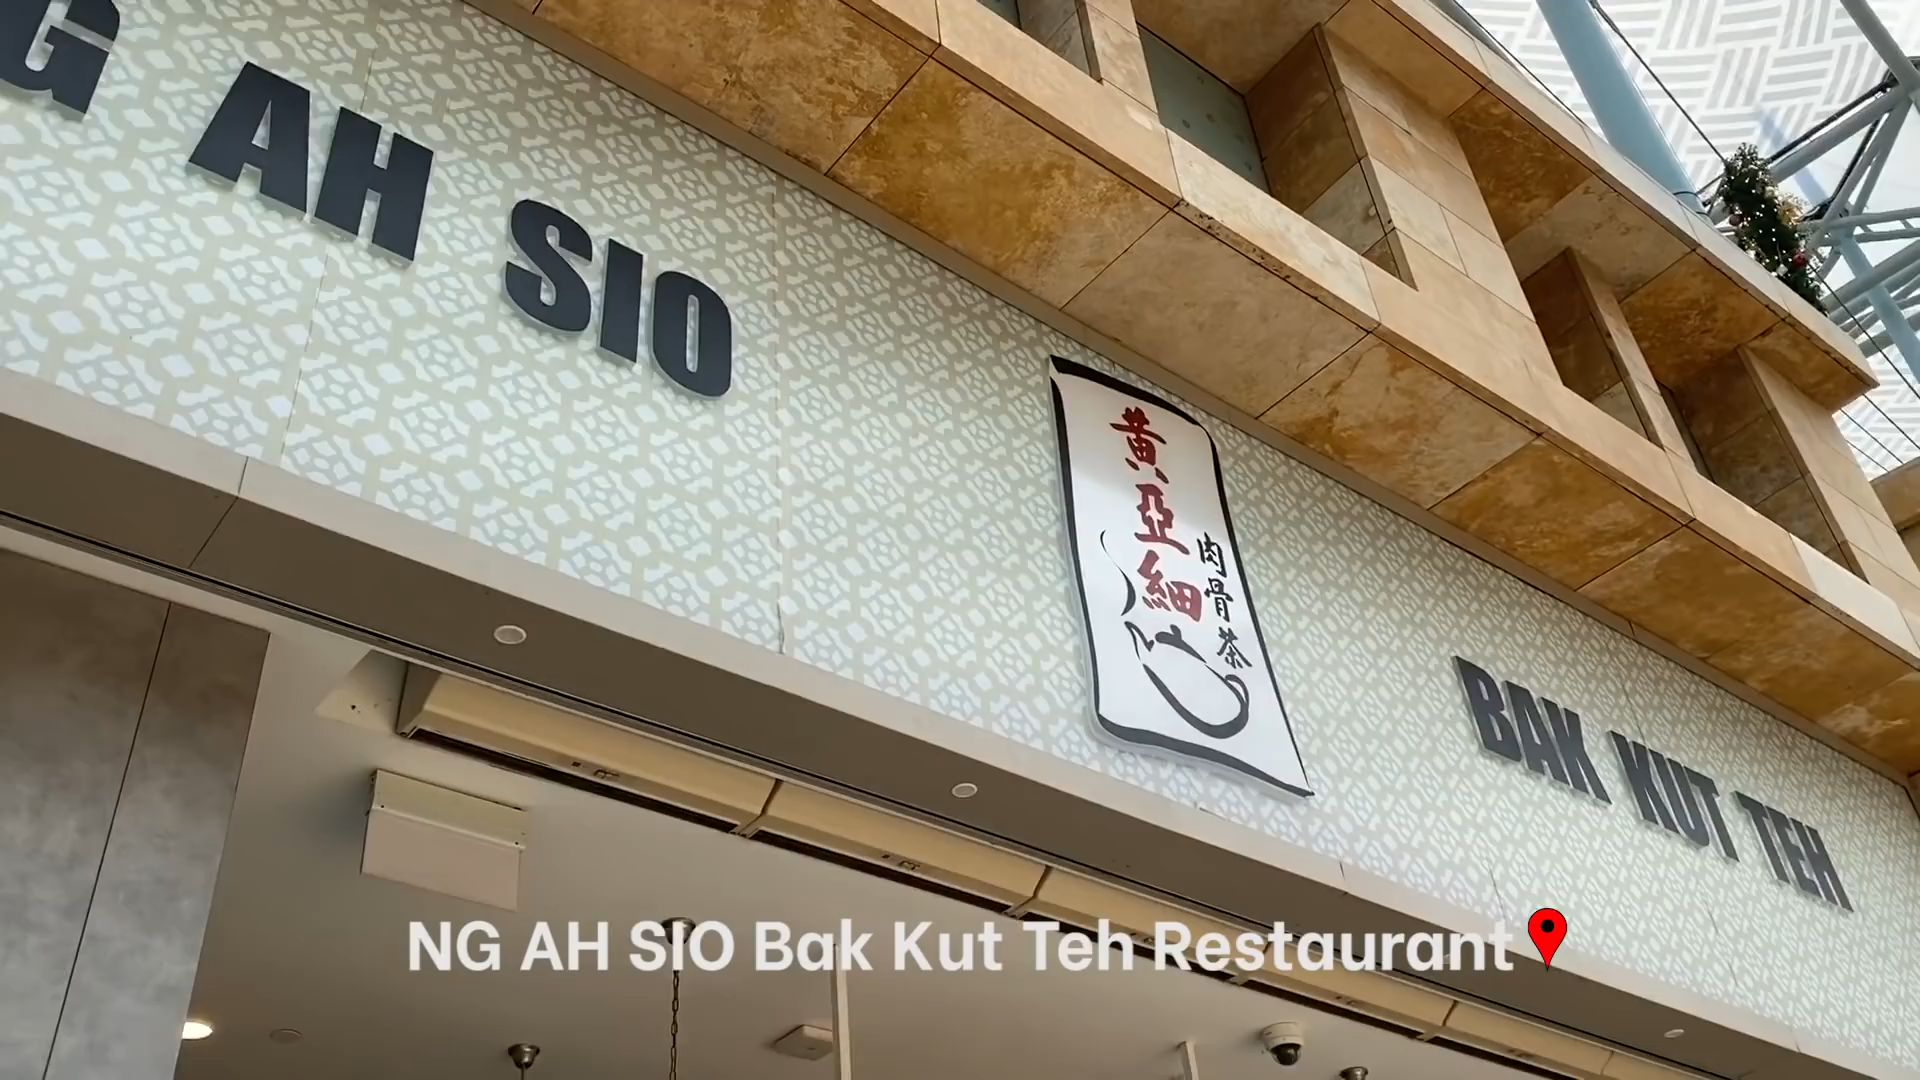 G AH SIO
黃亞細
肉骨茶
BAK KUT TEH
NG AH SIO Bak Kut Teh Restaurant